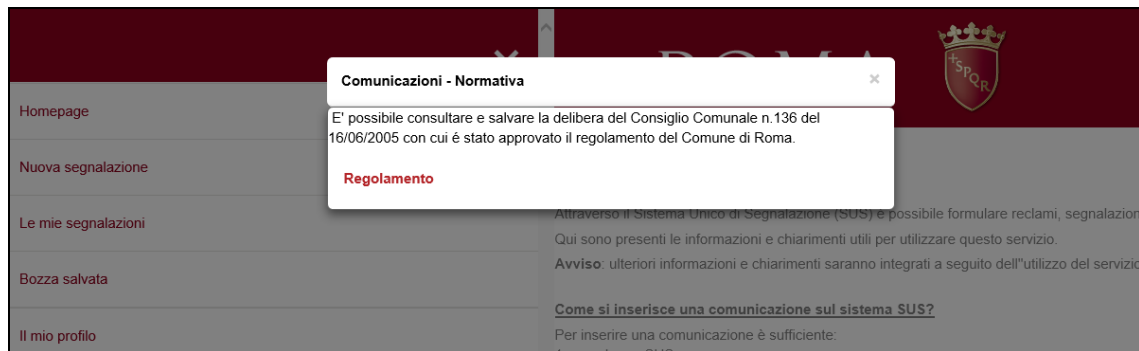 ROMA
SPQR
Comunicazioni - Normativa
×
E' possibile consultare e salvare la delibera del Consiglio Comunale n.136 del
16/06/2005 con cui é stato approvato il regolamento del Comune di Roma.
Regolamento
Homepage
Nuova segnalazione
Le mie segnalazioni
Bozza salvata
Il mio profilo
Attraverso il Sistema Unico di Segnalazione (SUS) è possibile formulare reclami, segnalazion
Qui sono presenti le informazioni e chiarimenti utili per utilizzare questo servizio.
Avviso: ulteriori informazioni e chiarimenti saranno integrati a seguito dell''utilizzo del servizio
Come si inserisce una comunicazione sul sistema SUS?
Per inserire una comunicazione è sufficiente: